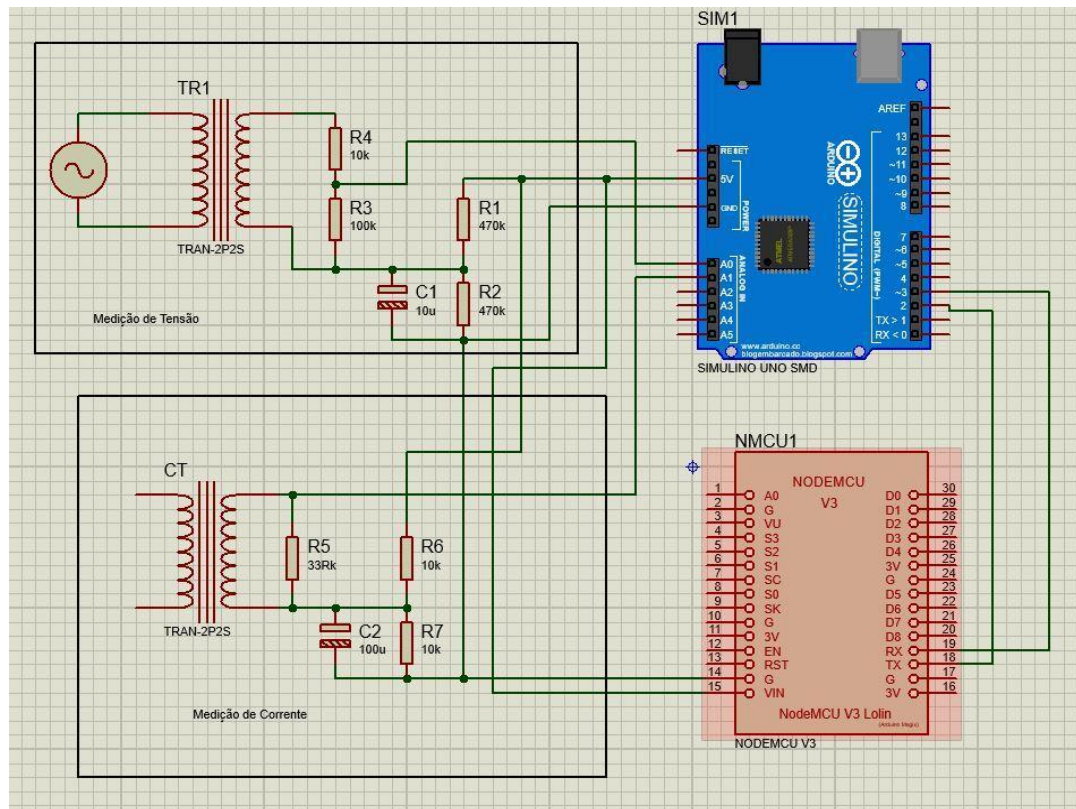 TR1
R4
10k
R3
100k
R1
470k
C1
10u
R2
470k
TRAN-2P2S
Medição de Tensão
CT
R5
33Rk
R6
10k
C2
100u
R7
10k
TRAN-2P2S
Medição de Corrente
SIM1
AREF
RESET
5V
GND
POWER
A0
A1
A2
A3
A4
A5
ANALOG IN
ARDUINO
SIMULINO
ATMEL
13
12
~11
~10
~9
8
7
~6
~5
4
~3
2
TX > 1
RX < 0
DIGITAL (PWM~)
www.arduino.cc
blogembarcado.blogspot.com
SIMULINO UNO SMD
NMCU1
NODEMCU
V3
1 A0
2 G
3 VU
4 S3
5 S2
6 S1
7 SC
8 S0
9 SK
10 G
11 3V
12 EN
13 RST
14 G
15 VIN
D0 30
D1 29
D2 28
D3 27
D4 26
3V 25
G 24
D5 23
D6 22
D7 21
D8 20
RX 19
TX 18
G 17
3V 16
NodeMCU V3 Lolin
NODEMCU V3